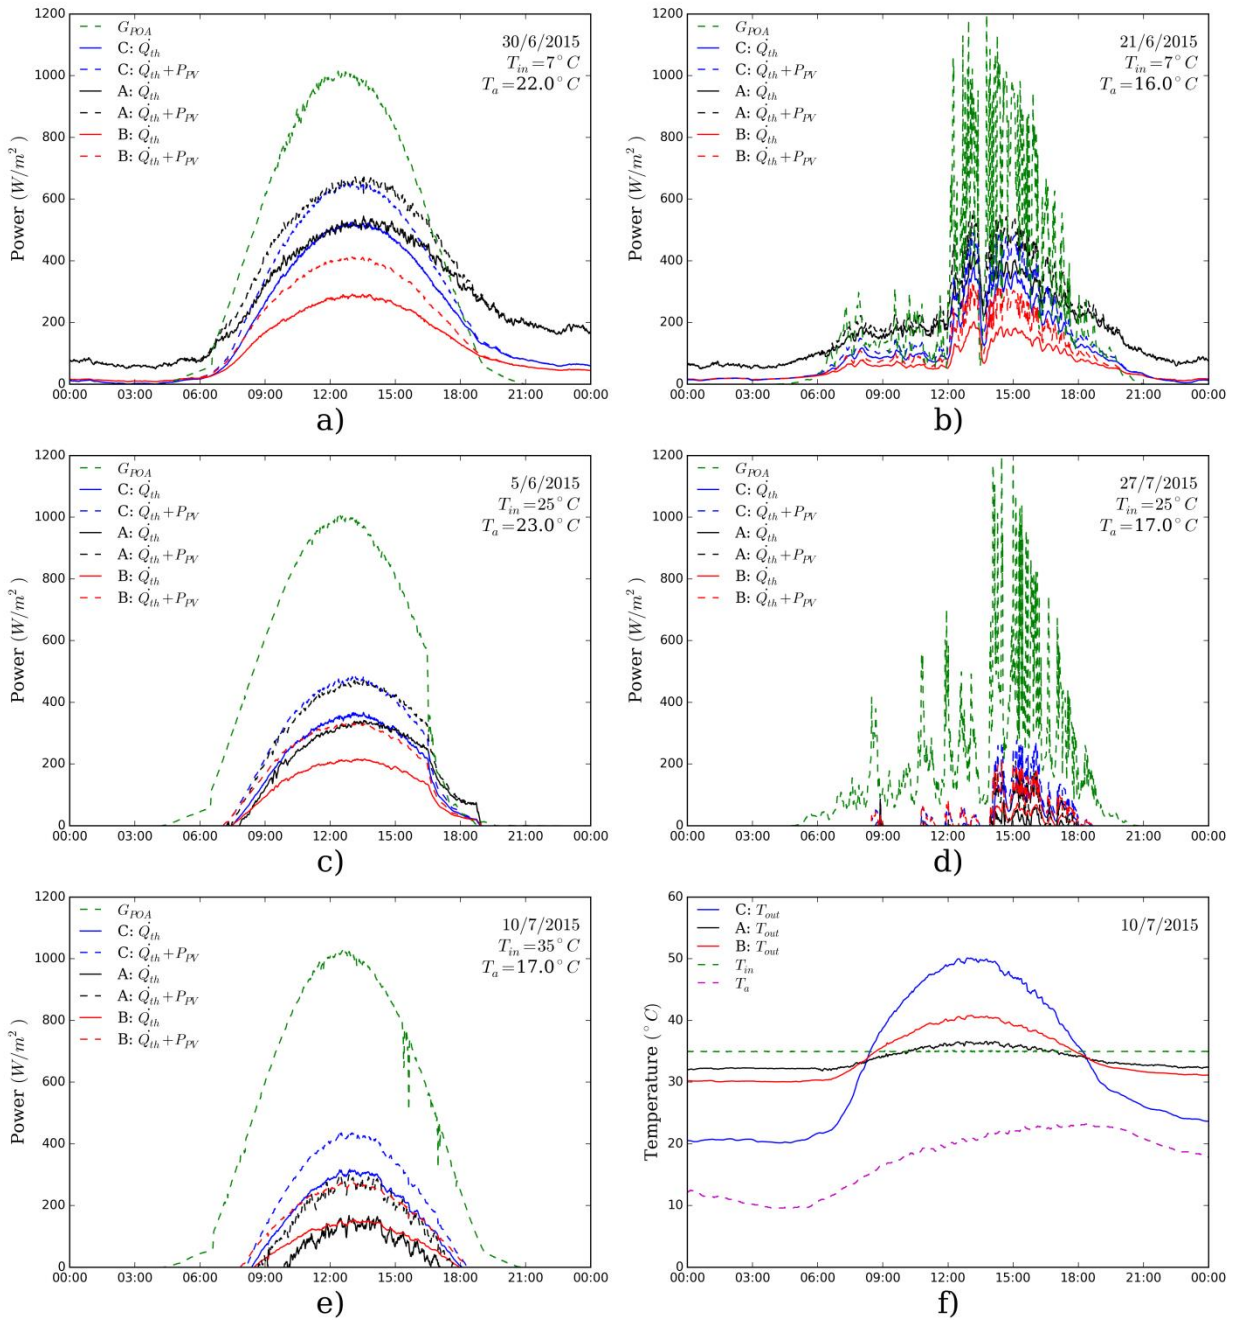 1200
1000
800
600
400
200
0
Power (W/m²)
G_POA
C: Q̇_th
C: Q̇_th+P_PV
A: Q̇_th
A: Q̇_th+P_PV
B: Q̇_th
B: Q̇_th+P_PV
30/6/2015
T_in=7°C
T_a=22.0°C
00:00 03:00 06:00 09:00 12:00 15:00 18:00 21:00 00:00
a)
1200
1000
800
600
400
200
0
Power (W/m²)
G_POA
C: Q̇_th
C: Q̇_th+P_PV
A: Q̇_th
A: Q̇_th+P_PV
B: Q̇_th
B: Q̇_th+P_PV
21/6/2015
T_in=7°C
T_a=16.0°C
00:00 03:00 06:00 09:00 12:00 15:00 18:00 21:00 00:00
b)
1200
1000
800
600
400
200
0
Power (W/m²)
G_POA
C: Q̇_th
C: Q̇_th+P_PV
A: Q̇_th
A: Q̇_th+P_PV
B: Q̇_th
B: Q̇_th+P_PV
5/6/2015
T_in=25°C
T_a=23.0°C
00:00 03:00 06:00 09:00 12:00 15:00 18:00 21:00 00:00
c)
1200
1000
800
600
400
200
0
Power (W/m²)
G_POA
C: Q̇_th
C: Q̇_th+P_PV
A: Q̇_th
A: Q̇_th+P_PV
B: Q̇_th
B: Q̇_th+P_PV
27/7/2015
T_in=25°C
T_a=17.0°C
00:00 03:00 06:00 09:00 12:00 15:00 18:00 21:00 00:00
d)
1200
1000
800
600
400
200
0
Power (W/m²)
G_POA
C: Q̇_th
C: Q̇_th+P_PV
A: Q̇_th
A: Q̇_th+P_PV
B: Q̇_th
B: Q̇_th+P_PV
10/7/2015
T_in=35°C
T_a=17.0°C
00:00 03:00 06:00 09:00 12:00 15:00 18:00 21:00 00:00
e)
60
50
40
30
20
10
0
Temperature (°C)
C: T_out
A: T_out
B: T_out
T_in
T_a
10/7/2015
00:00 03:00 06:00 09:00 12:00 15:00 18:00 21:00 00:00
f)